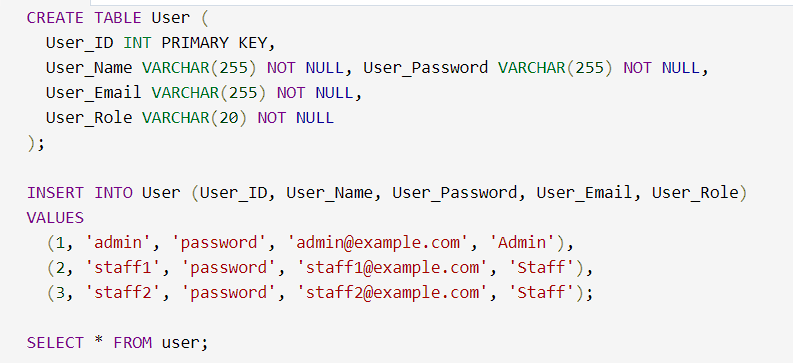 CREATE TABLE User (
User_ID INT PRIMARY KEY,
User_Name VARCHAR(255) NOT NULL, User_Password VARCHAR(255) NOT NULL,
User_Email VARCHAR(255) NOT NULL,
User_Role VARCHAR(20) NOT NULL
);
INSERT INTO User (User_ID, User_Name, User_Password, User_Email, User_Role)
VALUES
(1, 'admin', 'password', 'admin@example.com', 'Admin'),
(2, 'staff1', 'password', 'staff1@example.com', 'Staff'),
(3, 'staff2', 'password', 'staff2@example.com', 'Staff');
SELECT * FROM user;